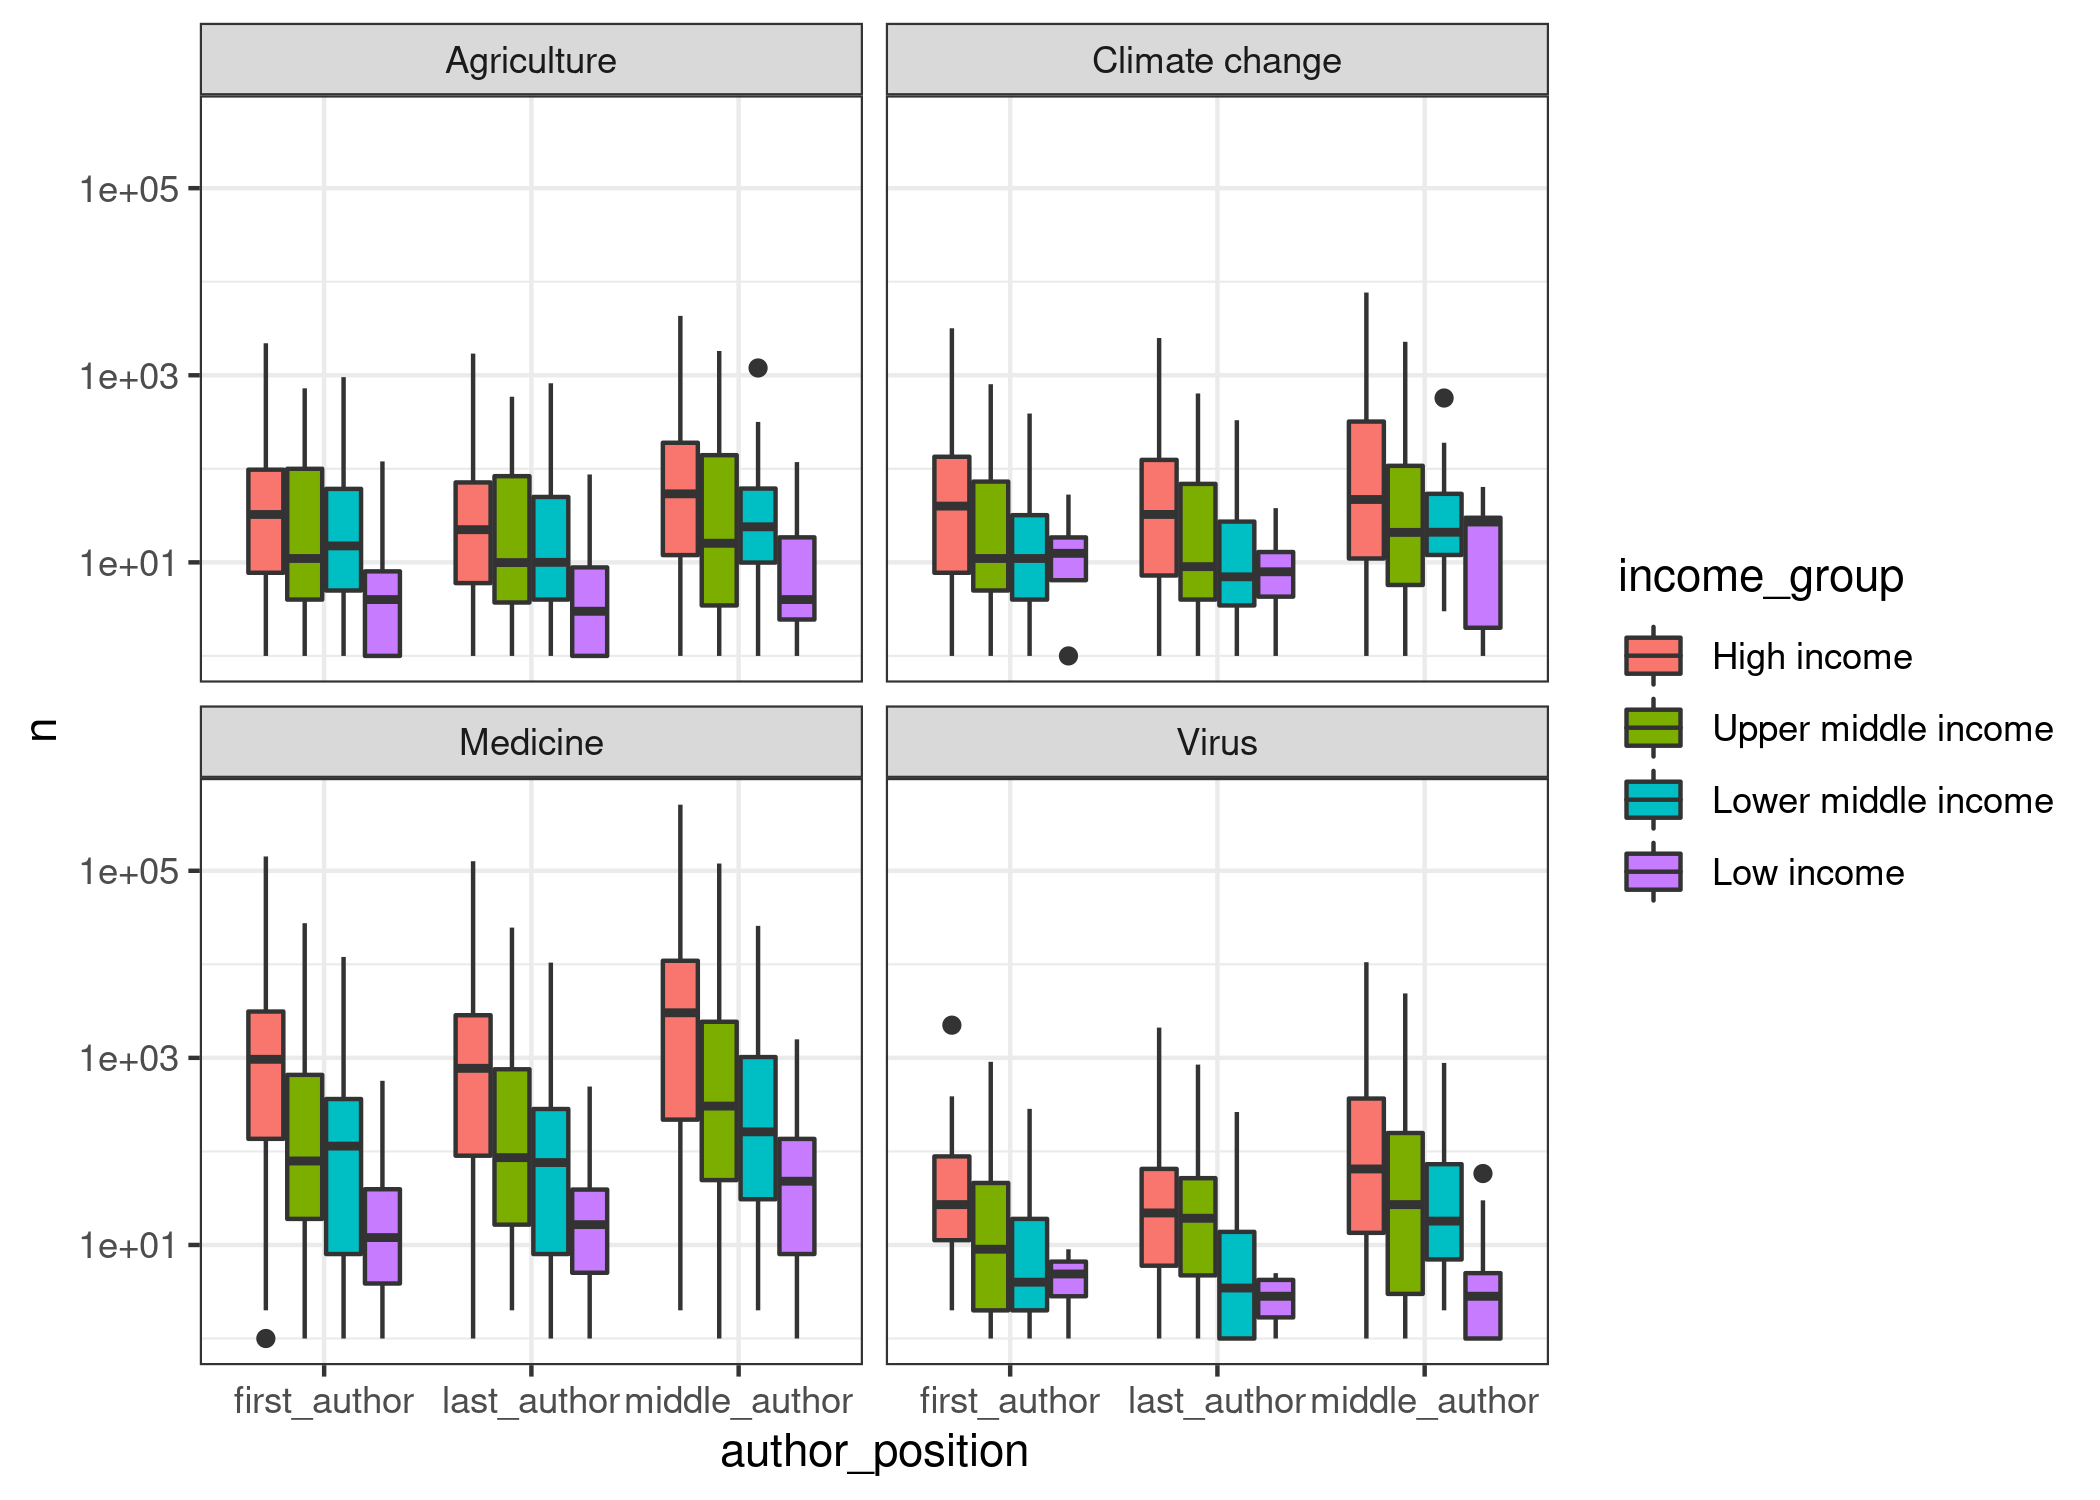 Agriculture
Climate change
1e+05
1e+03
1e+01
Medicine
Virus
1e+05
1e+03
1e+01
first_author
last_author
middle_author
first_author
last_author
middle_author
author_position
n
income_group
High income
Upper middle income
Lower middle income
Low income